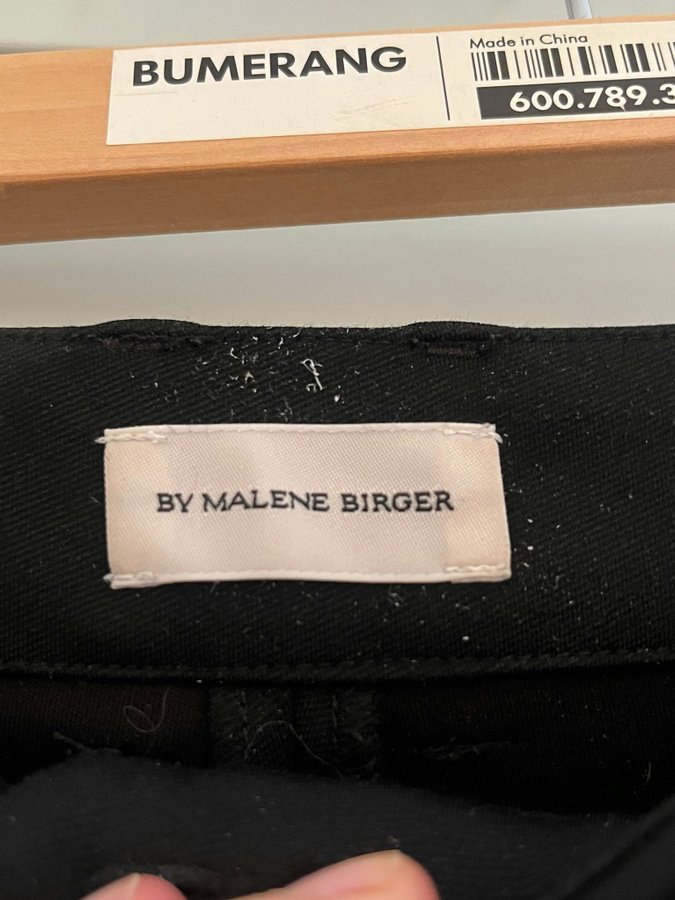 BUMERANG
Made in China
600.789.3
BY MALENE BIRGER